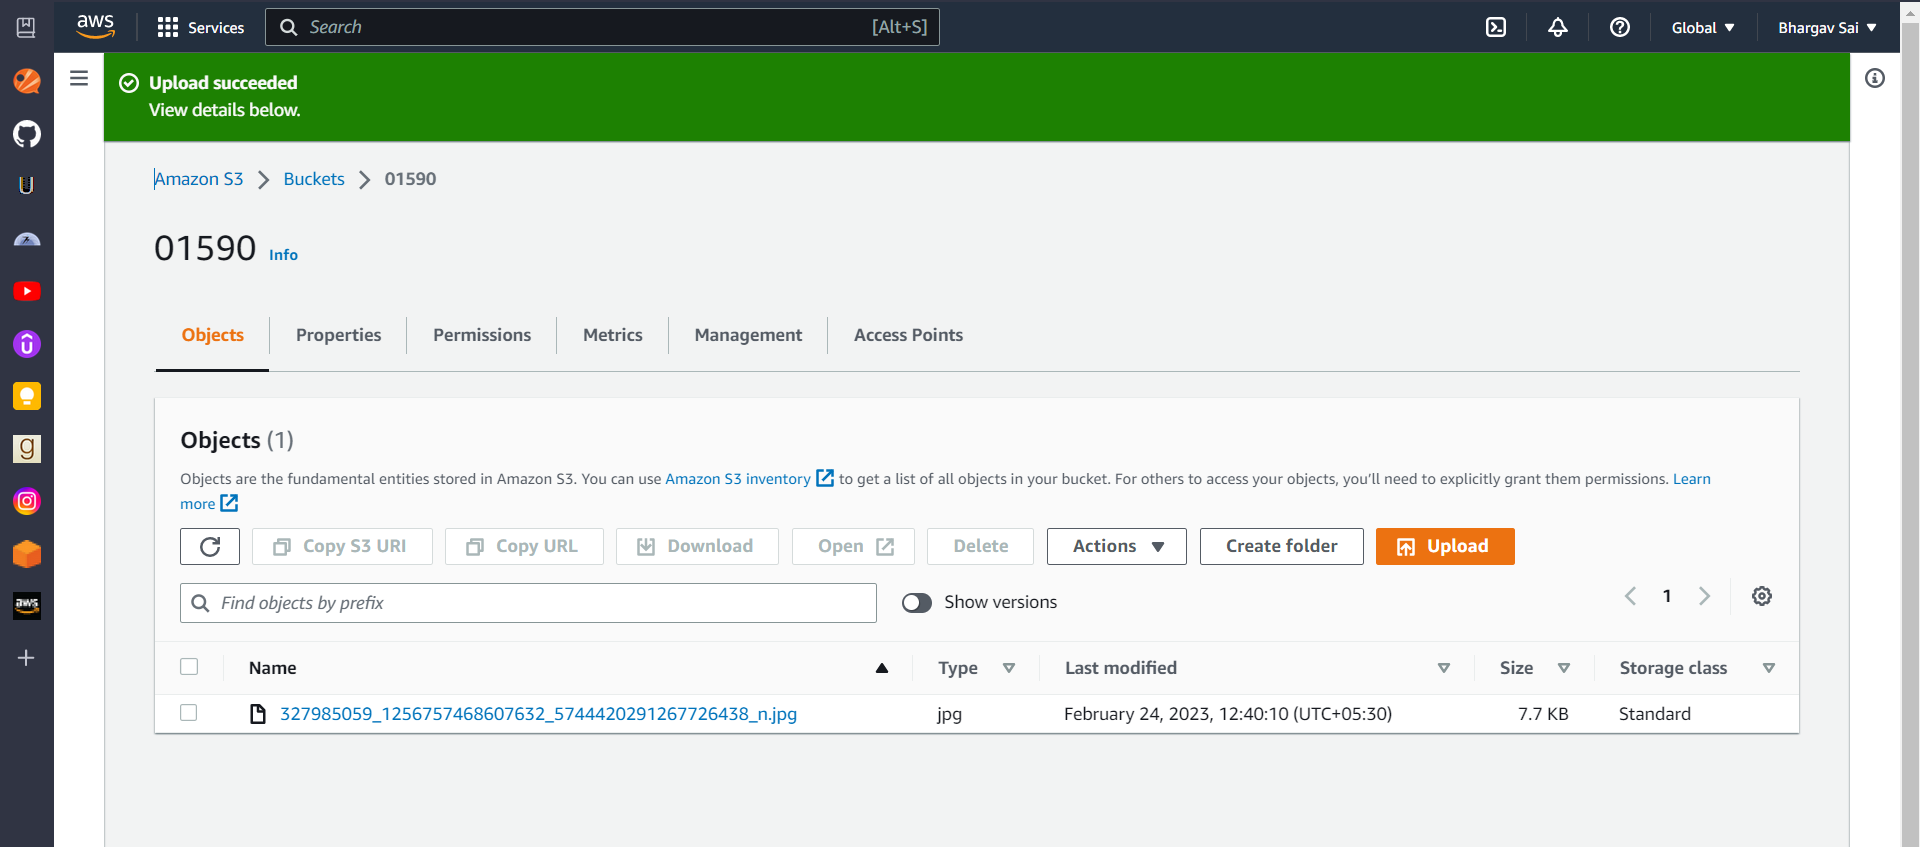 aws
Services
Search
[Alt+S]
Global
Bhargav Sai
Upload succeeded
View details below.
Amazon S3
Buckets
01590
01590
Info
Objects
Properties
Permissions
Metrics
Management
Access Points
Objects (1)
Objects are the fundamental entities stored in Amazon S3. You can use Amazon S3 inventory to get a list of all objects in your bucket. For others to access your objects, you'll need to explicitly grant them permissions. Learn
more
Copy S3 URI
Copy URL
Download
Open
Delete
Actions
Create folder
Upload
Find objects by prefix
Show versions
1
Name
Type
Last modified
Size
Storage class
327985059_1256757468607632_5744420291267726438_n.jpg
jpg
February 24, 2023, 12:40:10 (UTC+05:30)
7.7 KB
Standard
U
g
aws